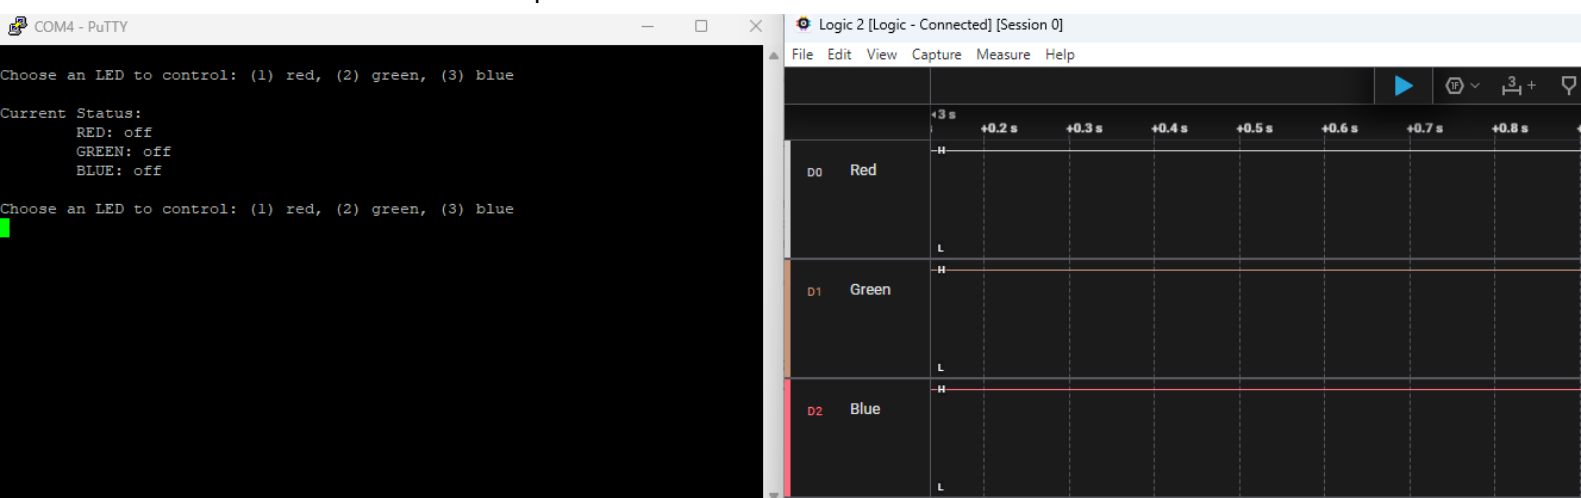 COM4 - PuTTY
Choose an LED to control: (1) red, (2) green, (3) blue
Current Status:
RED: off
GREEN: off
BLUE: off
Choose an LED to control: (1) red, (2) green, (3) blue
Logic 2 [Logic - Connected] [Session 0]
File Edit View Capture Measure Help
3 +
3 s
+0.2 s +0.3 s +0.4 s +0.5 s +0.6 s +0.7 s +0.8 s
H
D0 Red
L
H
D1 Green
L
H
D2 Blue
L